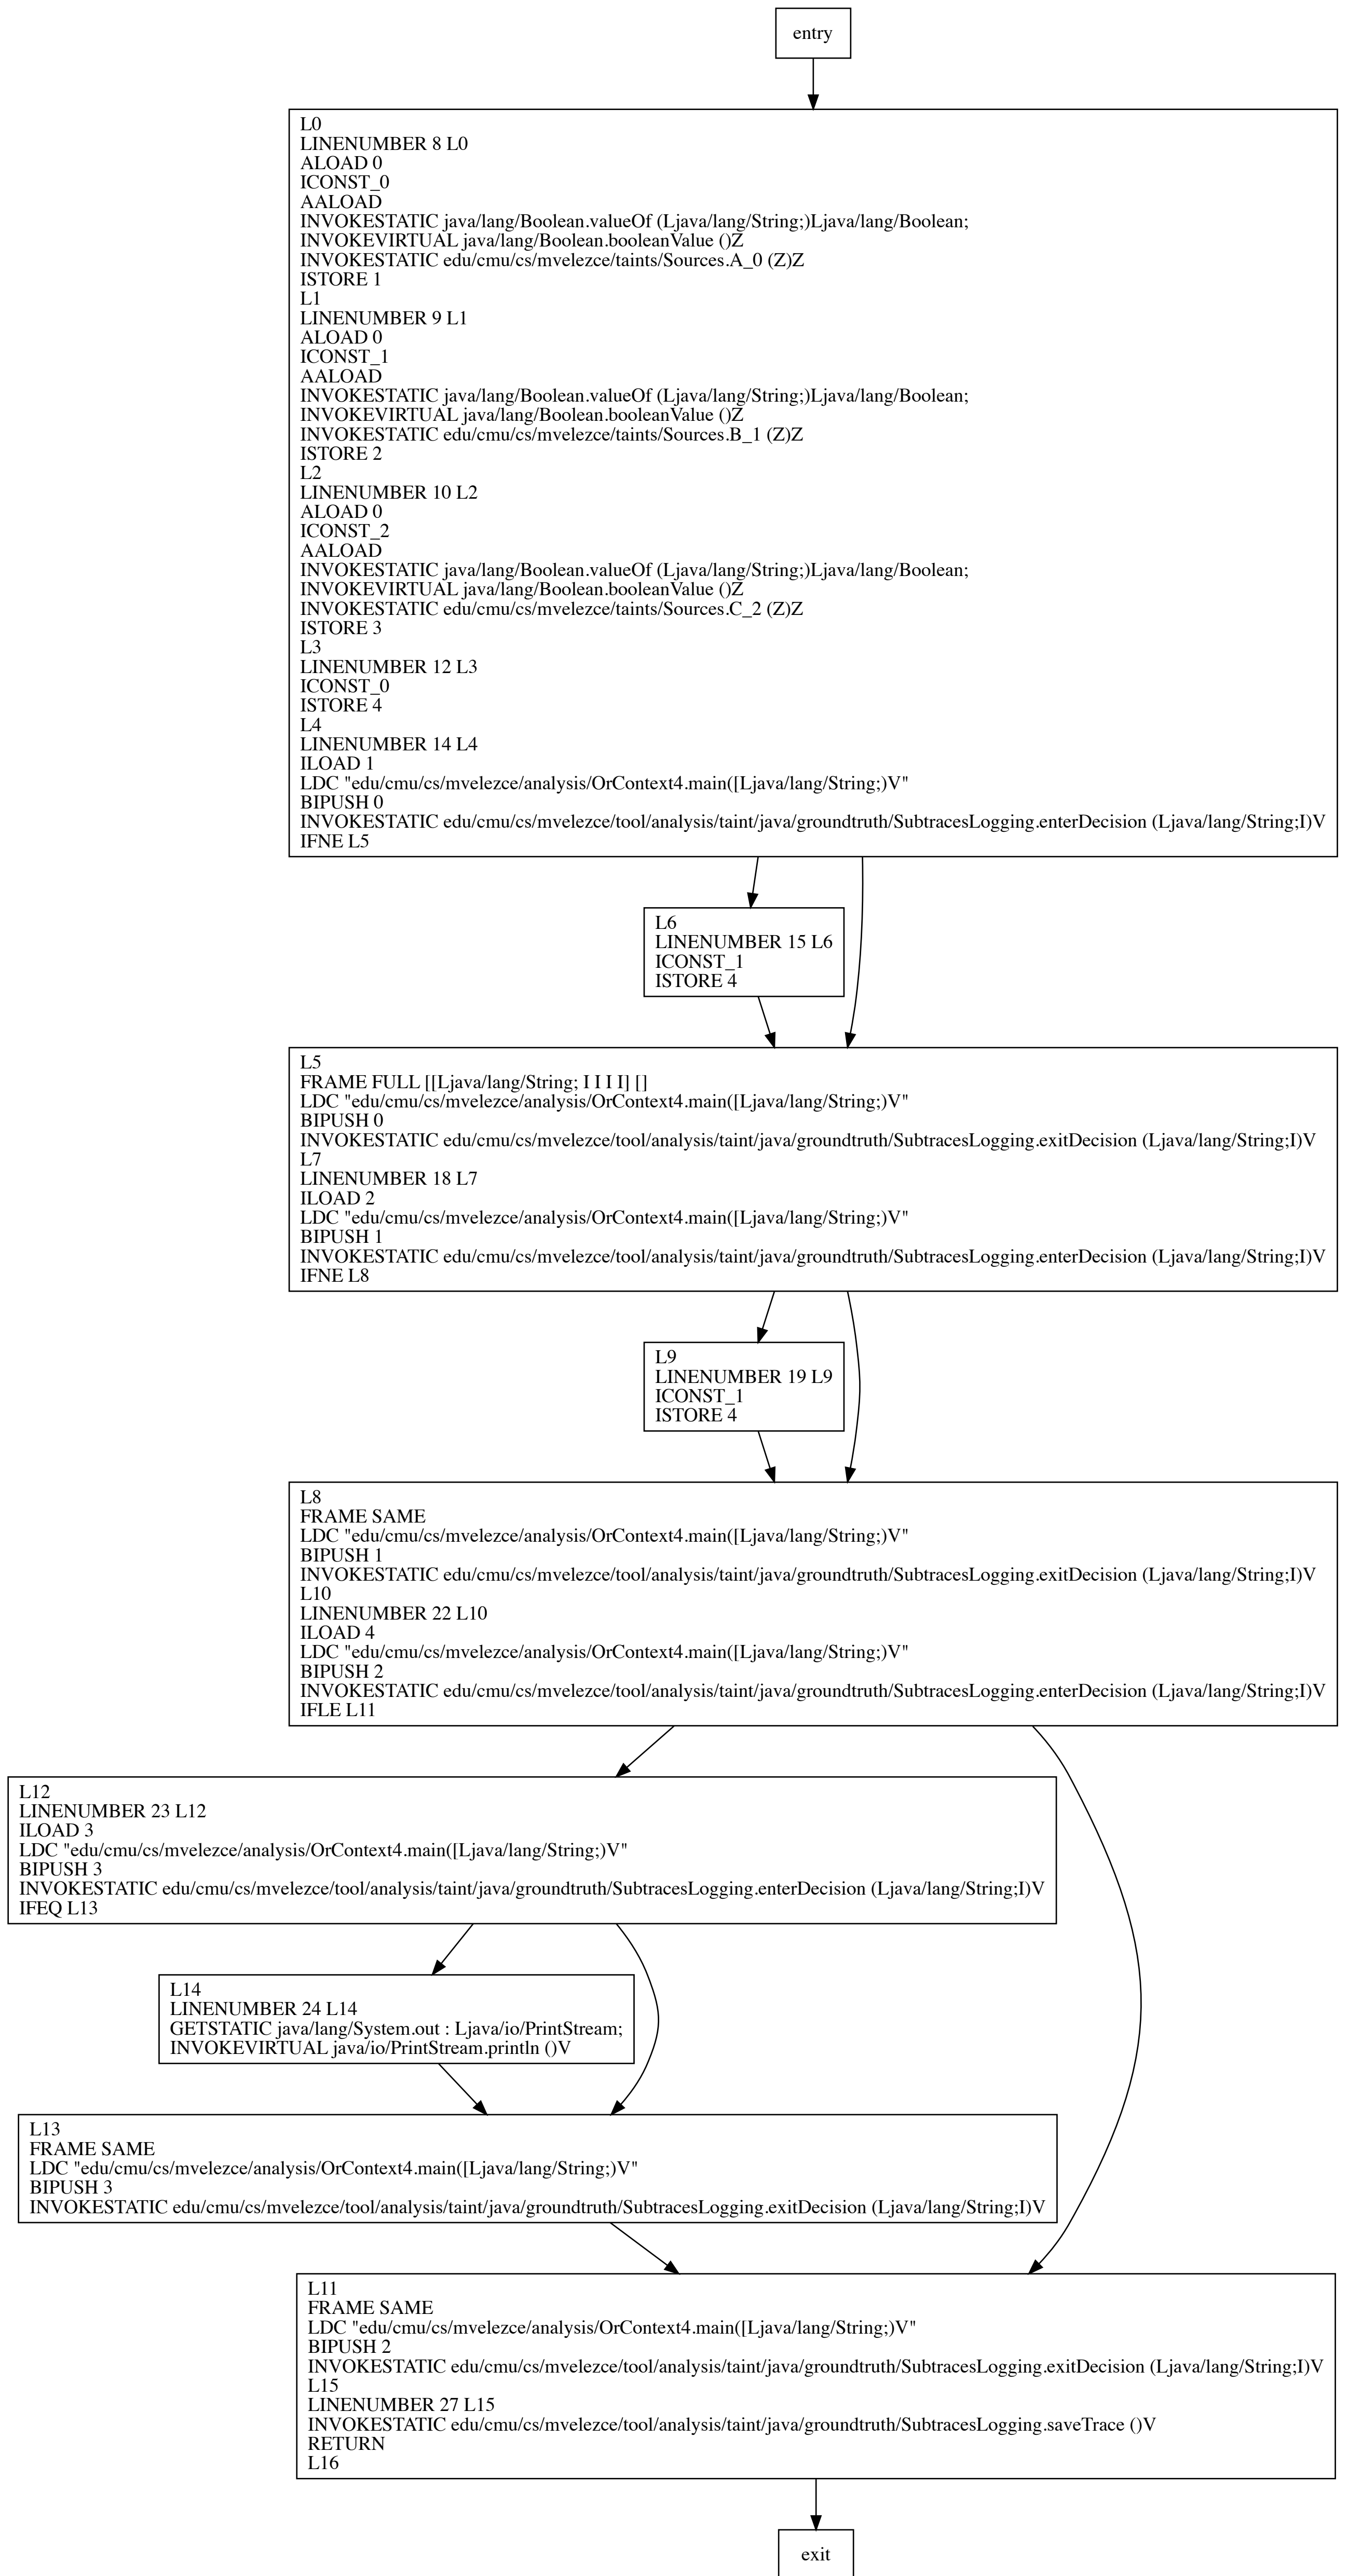 entry
L0
LINENUMBER 8 L0
ALOAD 0
ICONST_0
AALOAD
INVOKESTATIC java/lang/Boolean.valueOf (Ljava/lang/String;)Ljava/lang/Boolean;
INVOKEVIRTUAL java/lang/Boolean.booleanValue ()Z
INVOKESTATIC edu/cmu/cs/mvelezce/taints/Sources.A_0 (Z)Z
ISTORE 1
L1
LINENUMBER 9 L1
ALOAD 0
ICONST_1
AALOAD
INVOKESTATIC java/lang/Boolean.valueOf (Ljava/lang/String;)Ljava/lang/Boolean;
INVOKEVIRTUAL java/lang/Boolean.booleanValue ()Z
INVOKESTATIC edu/cmu/cs/mvelezce/taints/Sources.B_1 (Z)Z
ISTORE 2
L2
LINENUMBER 10 L2
ALOAD 0
ICONST_2
AALOAD
INVOKESTATIC java/lang/Boolean.valueOf (Ljava/lang/String;)Ljava/lang/Boolean;
INVOKEVIRTUAL java/lang/Boolean.booleanValue ()Z
INVOKESTATIC edu/cmu/cs/mvelezce/taints/Sources.C_2 (Z)Z
ISTORE 3
L3
LINENUMBER 12 L3
ICONST_0
ISTORE 4
L4
LINENUMBER 14 L4
ILOAD 1
LDC "edu/cmu/cs/mvelezce/analysis/OrContext4.main([Ljava/lang/String;)V"
BIPUSH 0
INVOKESTATIC edu/cmu/cs/mvelezce/tool/analysis/taint/java/groundtruth/SubtracesLogging.enterDecision (Ljava/lang/String;I)V
IFNE L5
L6
LINENUMBER 15 L6
ICONST_1
ISTORE 4
L5
FRAME FULL [[Ljava/lang/String; I I I I] []
LDC "edu/cmu/cs/mvelezce/analysis/OrContext4.main([Ljava/lang/String;)V"
BIPUSH 0
INVOKESTATIC edu/cmu/cs/mvelezce/tool/analysis/taint/java/groundtruth/SubtracesLogging.exitDecision (Ljava/lang/String;I)V
L7
LINENUMBER 18 L7
ILOAD 2
LDC "edu/cmu/cs/mvelezce/analysis/OrContext4.main([Ljava/lang/String;)V"
BIPUSH 1
INVOKESTATIC edu/cmu/cs/mvelezce/tool/analysis/taint/java/groundtruth/SubtracesLogging.enterDecision (Ljava/lang/String;I)V
IFNE L8
L9
LINENUMBER 19 L9
ICONST_1
ISTORE 4
L8
FRAME SAME
LDC "edu/cmu/cs/mvelezce/analysis/OrContext4.main([Ljava/lang/String;)V"
BIPUSH 1
INVOKESTATIC edu/cmu/cs/mvelezce/tool/analysis/taint/java/groundtruth/SubtracesLogging.exitDecision (Ljava/lang/String;I)V
L10
LINENUMBER 22 L10
ILOAD 4
LDC "edu/cmu/cs/mvelezce/analysis/OrContext4.main([Ljava/lang/String;)V"
BIPUSH 2
INVOKESTATIC edu/cmu/cs/mvelezce/tool/analysis/taint/java/groundtruth/SubtracesLogging.enterDecision (Ljava/lang/String;I)V
IFLE L11
L12
LINENUMBER 23 L12
ILOAD 3
LDC "edu/cmu/cs/mvelezce/analysis/OrContext4.main([Ljava/lang/String;)V"
BIPUSH 3
INVOKESTATIC edu/cmu/cs/mvelezce/tool/analysis/taint/java/groundtruth/SubtracesLogging.enterDecision (Ljava/lang/String;I)V
IFEQ L13
L14
LINENUMBER 24 L14
GETSTATIC java/lang/System.out : Ljava/io/PrintStream;
INVOKEVIRTUAL java/io/PrintStream.println ()V
L13
FRAME SAME
LDC "edu/cmu/cs/mvelezce/analysis/OrContext4.main([Ljava/lang/String;)V"
BIPUSH 3
INVOKESTATIC edu/cmu/cs/mvelezce/tool/analysis/taint/java/groundtruth/SubtracesLogging.exitDecision (Ljava/lang/String;I)V
L11
FRAME SAME
LDC "edu/cmu/cs/mvelezce/analysis/OrContext4.main([Ljava/lang/String;)V"
BIPUSH 2
INVOKESTATIC edu/cmu/cs/mvelezce/tool/analysis/taint/java/groundtruth/SubtracesLogging.exitDecision (Ljava/lang/String;I)V
L15
LINENUMBER 27 L15
INVOKESTATIC edu/cmu/cs/mvelezce/tool/analysis/taint/java/groundtruth/SubtracesLogging.saveTrace ()V
RETURN
L16
exit